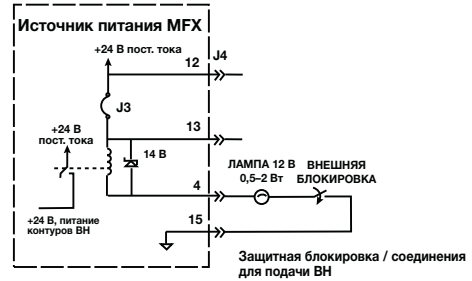 Источник питания MFX
+24 В пост. тока
J4
12
J3
13
+24 В
пост. тока
14 В
ЛАМПА 12 В
0,5–2 Вт
ВНЕШНЯЯ
БЛОКИРОВКА
4
+24 В, питание
контуров ВН
15
Защитная блокировка / соединения
для подачи ВН